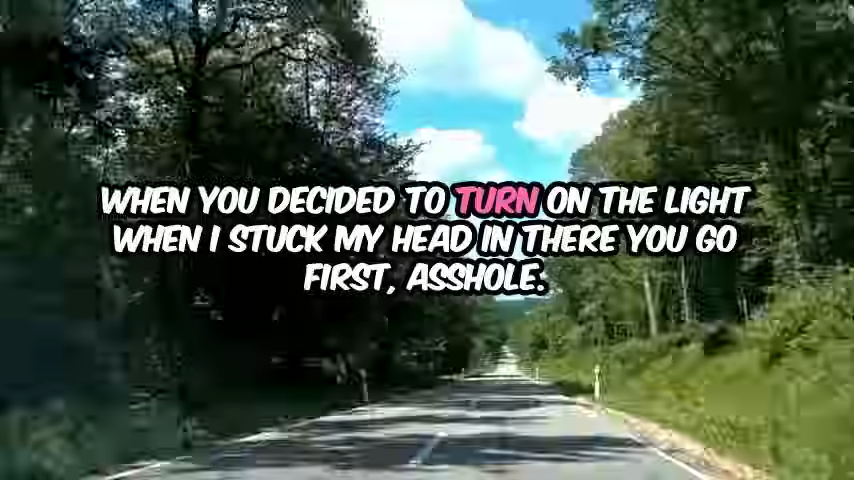 WHEN YOU DECIDED TO TURN ON THE LIGHT
WHEN I STUCK MY HEAD IN THERE YOU GO
FIRST, ASSHOLE.